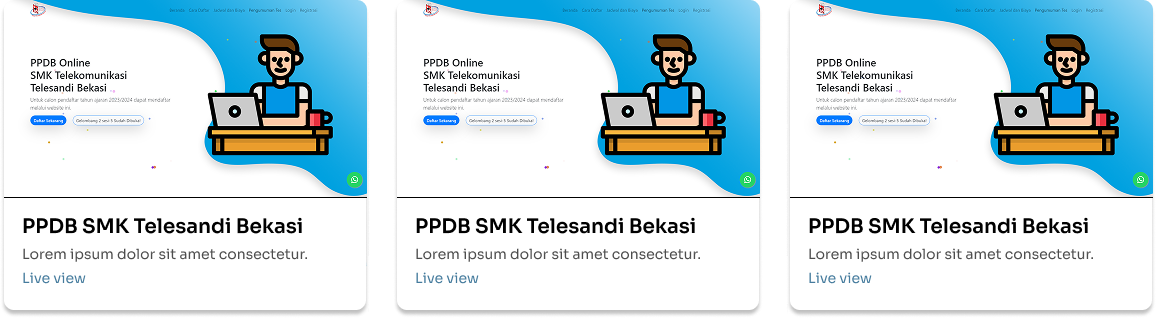 Beranda Cara Daftar Jadwal dan Biaya Pengumuman Tes Login Registrasi
PPDB Online
SMK Telekomunikasi
Telesandi Bekasi
Untuk calon pendaftar tahun ajaran 2023/2024 dapat mendaftar
melalui website ini.
Daftar Sekarang
Gelombang 2 sesi 5 Sudah Dibuka!
PPDB SMK Telesandi Bekasi
Lorem ipsum dolor sit amet consectetur.
Live view
Beranda Cara Daftar Jadwal dan Biaya Pengumuman Tes Login Registrasi
PPDB Online
SMK Telekomunikasi
Telesandi Bekasi
Untuk calon pendaftar tahun ajaran 2023/2024 dapat mendaftar
melalui website ini.
Daftar Sekarang
Gelombang 2 sesi 5 Sudah Dibuka!
PPDB SMK Telesandi Bekasi
Lorem ipsum dolor sit amet consectetur.
Live view
Beranda Cara Daftar Jadwal dan Biaya Pengumuman Tes Login Registrasi
PPDB Online
SMK Telekomunikasi
Telesandi Bekasi
Untuk calon pendaftar tahun ajaran 2023/2024 dapat mendaftar
melalui website ini.
Daftar Sekarang
Gelombang 2 sesi 5 Sudah Dibuka!
PPDB SMK Telesandi Bekasi
Lorem ipsum dolor sit amet consectetur.
Live view